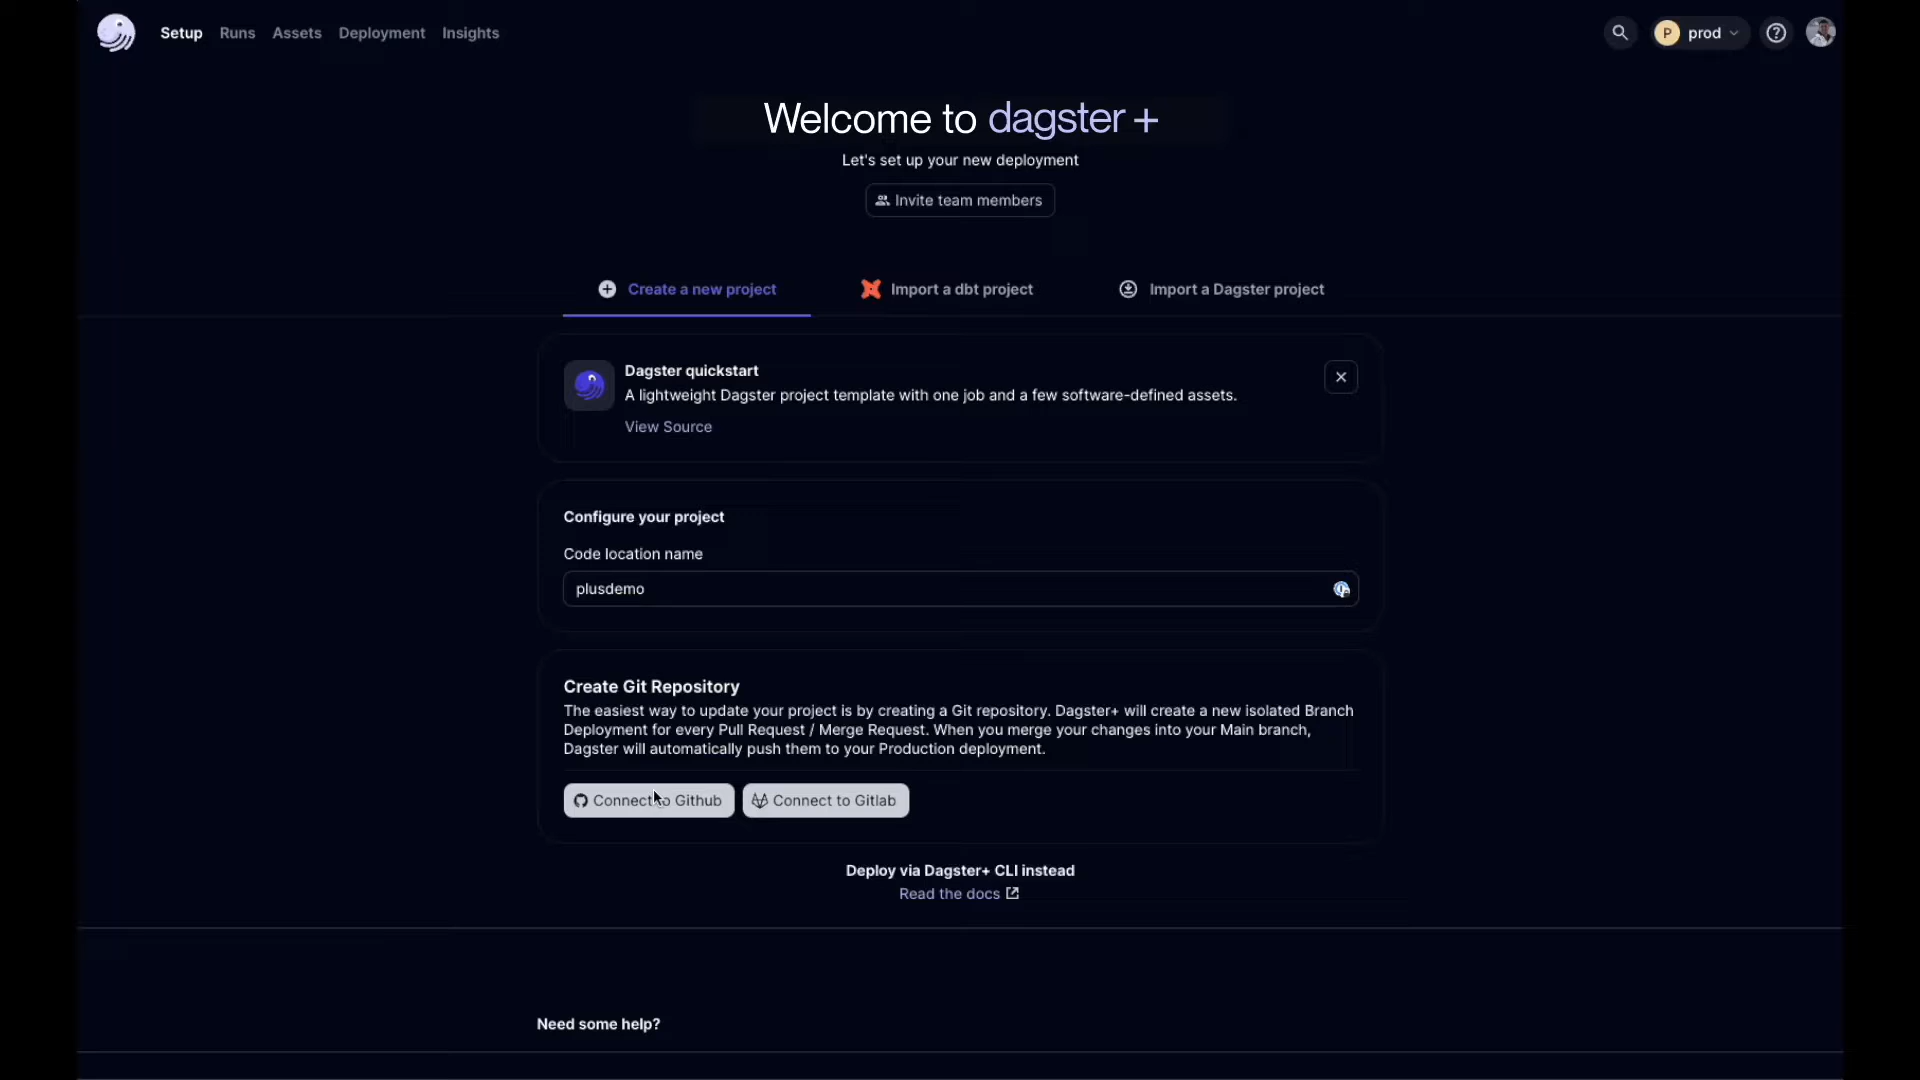 Setup Runs Assets Deployment Insights
P prod
Welcome to dagster +
Let's set up your new deployment
Invite team members
Create a new project Import a dbt project Import a Dagster project
Dagster quickstart
A lightweight Dagster project template with one job and a few software-defined assets.
View Source
Configure your project
Code location name
plusdemo
Create Git Repository
The easiest way to update your project is by creating a Git repository. Dagster+ will create a new isolated Branch
Deployment for every Pull Request / Merge Request. When you merge your changes into your Main branch,
Dagster will automatically push them to your Production deployment.
Connect to Github Connect to Gitlab
Deploy via Dagster+ CLI instead
Read the docs
Need some help?